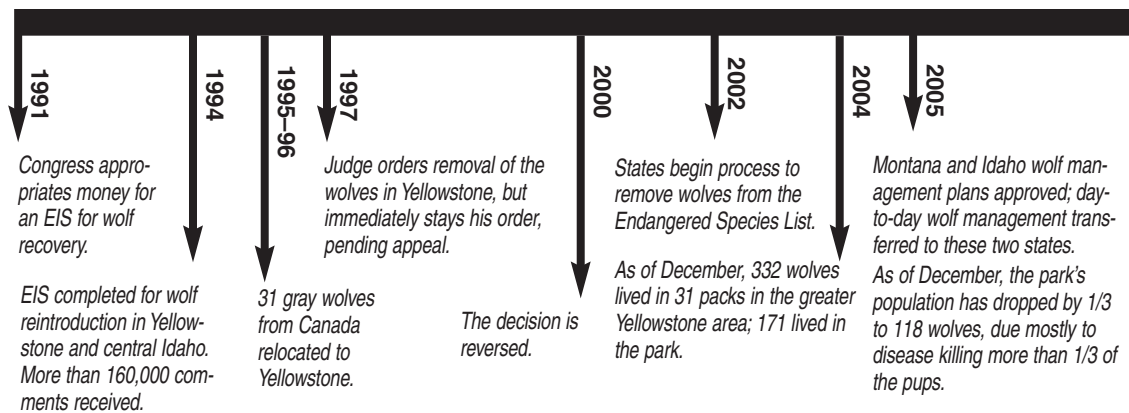 1991
Congress appro-
priates money for
an EIS for wolf
recovery.
1994
EIS completed for wolf
reintroduction in Yellow-
stone and central Idaho.
More than 160,000 com-
ments received.
1995–96
31 gray wolves
from Canada
relocated to
Yellowstone.
1997
Judge orders removal of the
wolves in Yellowstone, but
immediately stays his order,
pending appeal.
2000
The decision is
reversed.
2002
States begin process to
remove wolves from the
Endangered Species List.
2004
As of December, 332 wolves
lived in 31 packs in the greater
Yellowstone area; 171 lived in
the park.
2005
Montana and Idaho wolf man-
agement plans approved; day-
to-day wolf management trans-
ferred to these two states.
As of December, the park's
population has dropped by 1/3
to 118 wolves, due mostly to
disease killing more than 1/3 of
the pups.